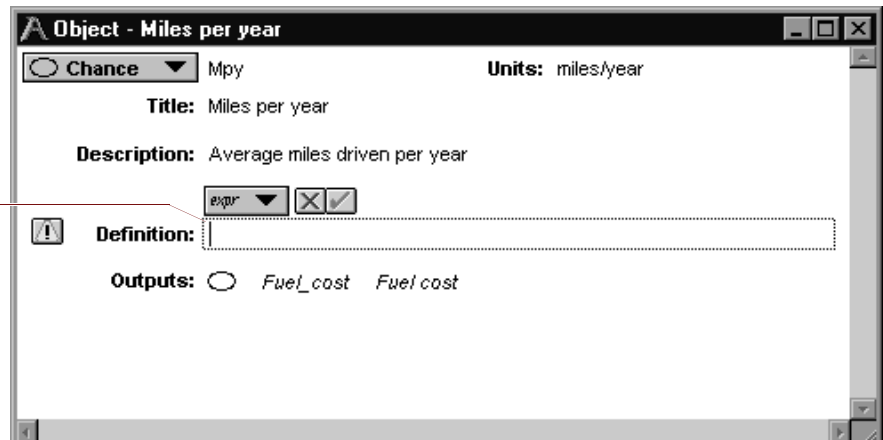 Object - Miles per year
Chance Mpy Units: miles/year
Title: Miles per year
Description: Average miles driven per year
expr
Definition:
Outputs: Fuel_cost Fuel cost